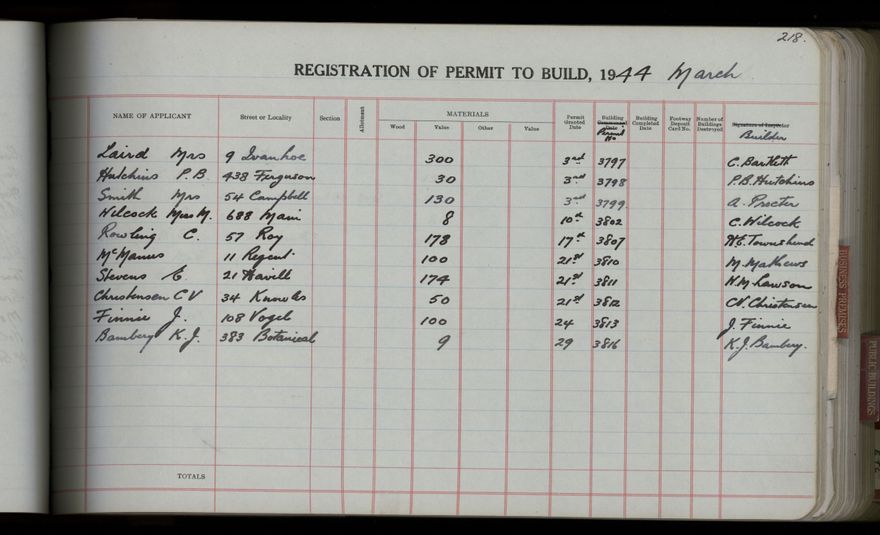 218.
REGISTRATION OF PERMIT TO BUILD, 1944 March
NAME OF APPLICANT Street or Locality Section Allotment MATERIALS Wood Value Other Value Permit Granted Date Building Commenced Date Permit No Building Completed Date Footway Deposit Card No. Number of Buildings Destroyed Signature of Inspector Builder
Laird Mrs 9 Ivanhoe 300 3rd 3797 C. Bartlett
Hutchins P.B. 438 Ferguson 30 3rd 3798 P.B. Hutchins
Smith Mrs 54 Campbell 130 3rd 3799 A. Procter
Wilcock Miss M. 688 Main 8 10th 3802 C. Wilcock
Rowling C. 57 Roy 178 17th 3807 Townshend
McManus 11 Regent 100 21st 3810 M. Mathews
Stevens E. 21 Havill 174 21st 3811 W.M. Lawson
Christensen C V 34 Knowles 50 21st 3812 C.V. Christensen
Finnie J. 108 Vogel 100 24 3813 J. Finnie
Bambery K.J. 383 Botanical 9 29 3816 K.J. Bambery.
TOTALS
BUSINESS PREMISES
PUBLIC BUILDINGS